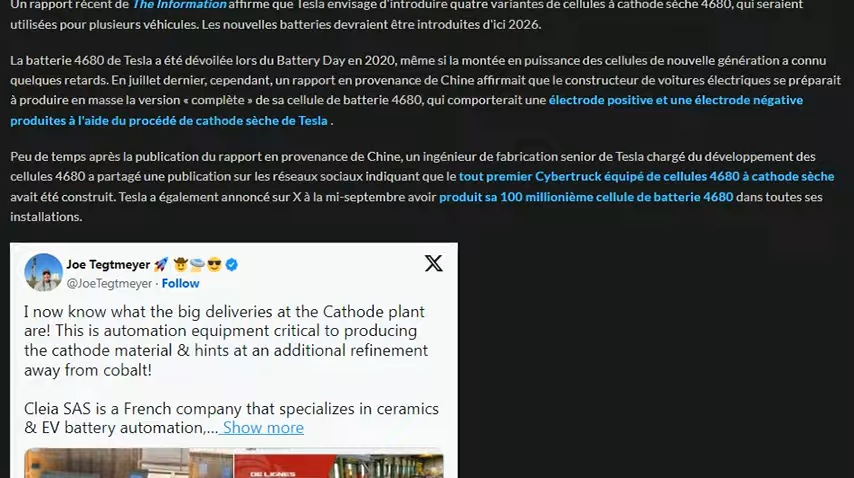 Un rapport récent de The Information affirme que Tesla envisage d'introduire quatre variantes de cellules à cathode sèche 4680, qui seraient
utilisées pour plusieurs véhicules. Les nouvelles batteries devraient être introduites d'ici 2026.
La batterie 4680 de Tesla a été dévoilée lors du Battery Day en 2020, même si la montée en puissance des cellules de nouvelle génération a connu
quelques retards. En juillet dernier, cependant, un rapport en provenance de Chine affirmait que le constructeur de voitures électriques se préparait
à produire en masse la version « complète » de sa cellule de batterie 4680, qui comporterait une électrode positive et une électrode négative
produites à l'aide du procédé de cathode sèche de Tesla .
Peu de temps après la publication du rapport en provenance de Chine, un ingénieur de fabrication senior de Tesla chargé du développement des
cellules 4680 a partagé une publication sur les réseaux sociaux indiquant que le tout premier Cybertruck équipé de cellules 4680 à cathode sèche
avait été construit. Tesla a également annoncé sur X à la mi-septembre avoir produit sa 100 millionième cellule de batterie 4680 dans toutes ses
installations.
Joe Tegtmeyer 🚀 🤠🛸😎
@JoeTegtmeyer · Follow
I now know what the big deliveries at the Cathode plant
are! This is automation equipment critical to producing
the cathode material & hints at an additional refinement
away from cobalt!
Cleia SAS is a French company that specializes in ceramics
& EV battery automation,... Show more
DE LIGNES